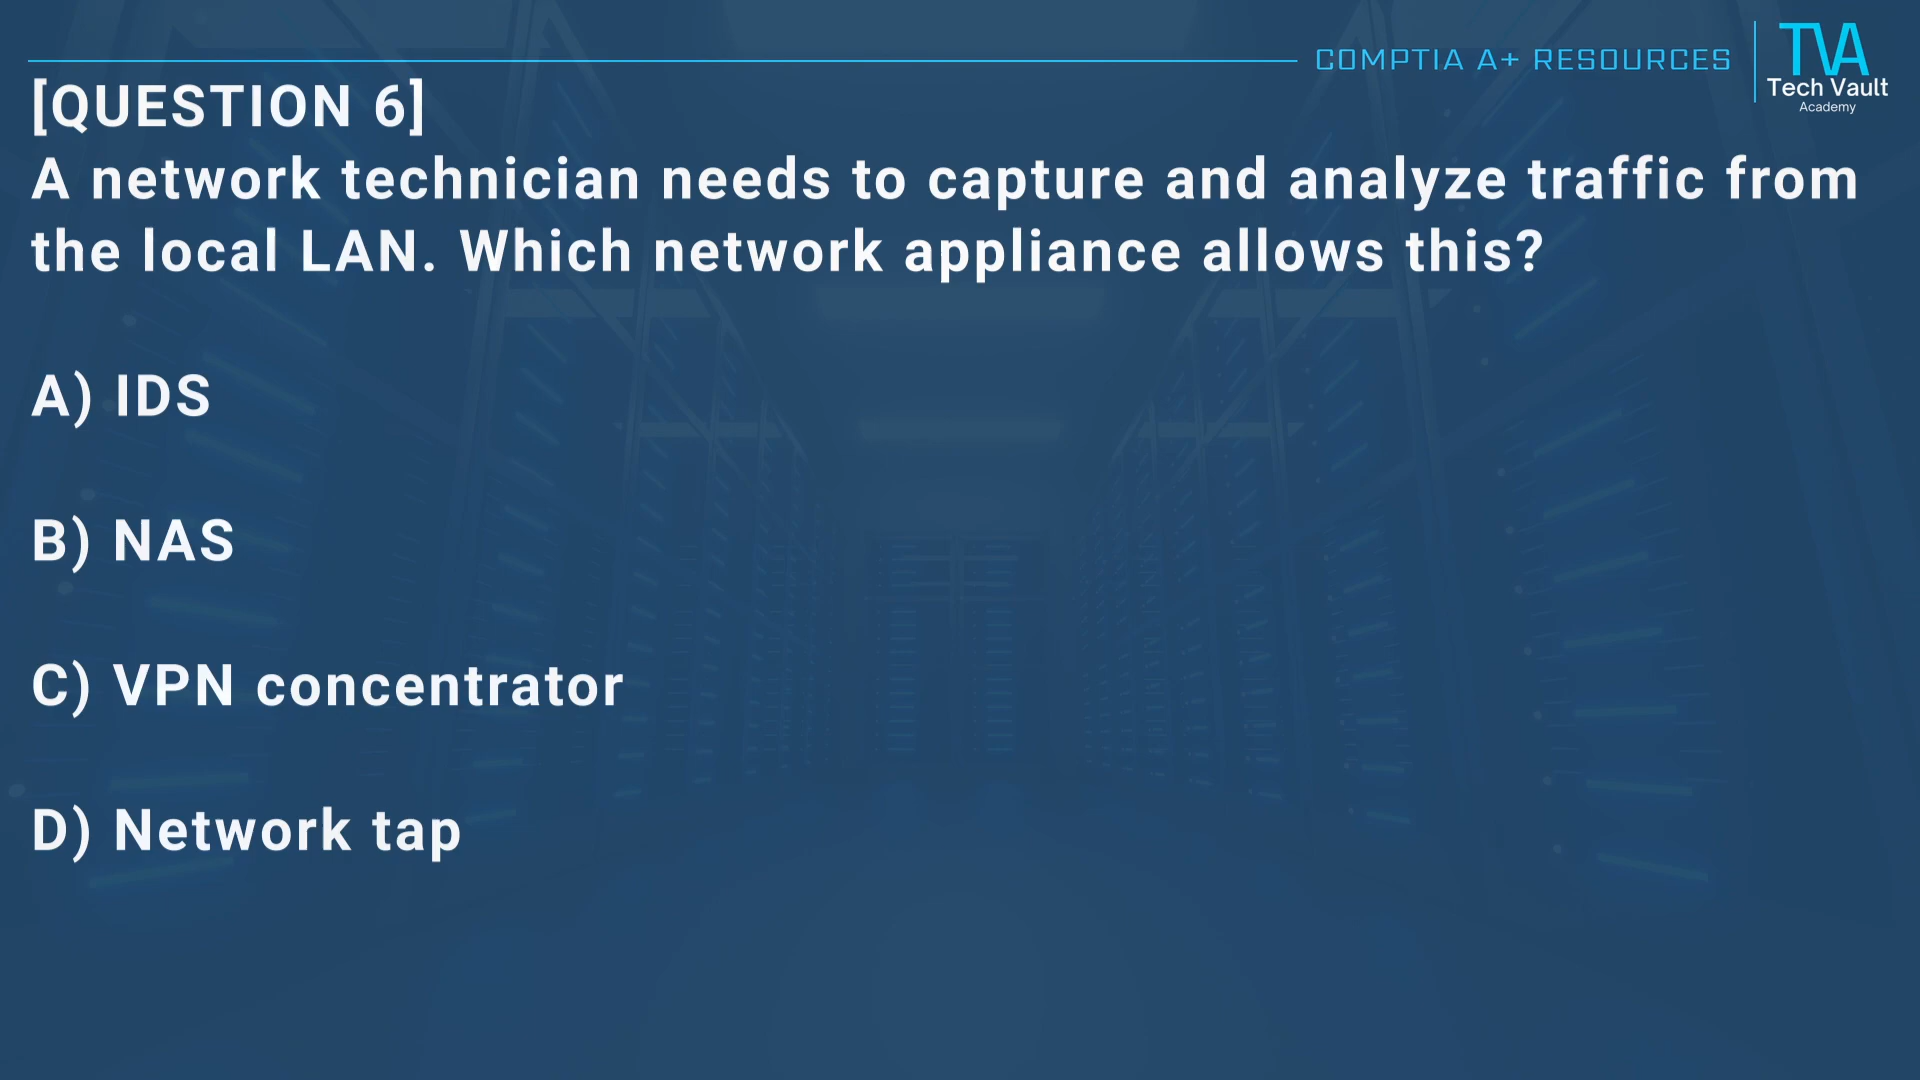 COMPTIA A+ RESOURCES
TVA
Tech Vault
Academy
[QUESTION 6]
A network technician needs to capture and analyze traffic from
the local LAN. Which network appliance allows this?
A) IDS
B) NAS
C) VPN concentrator
D) Network tap